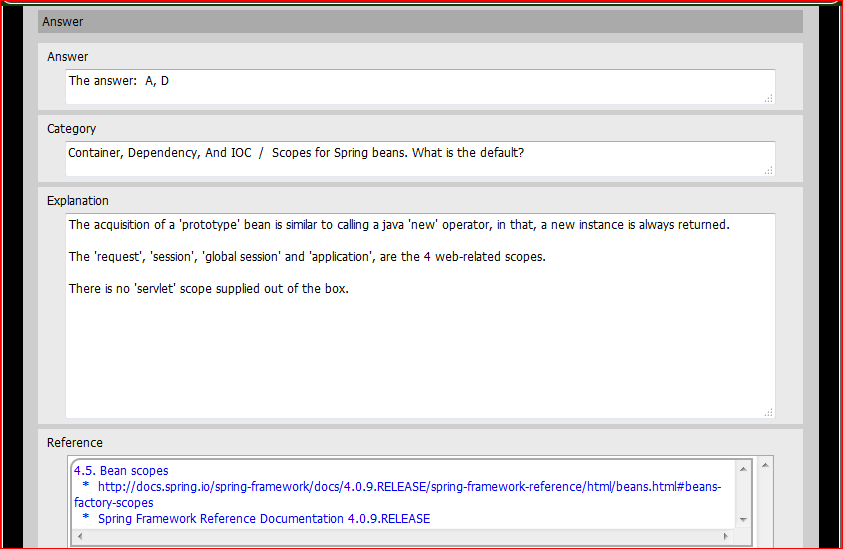 Answer
Answer
The answer:  A, D
Category
Container, Dependency, And IOC  /  Scopes for Spring beans. What is the default?
Explanation
The acquisition of a 'prototype' bean is similar to calling a java 'new' operator, in that, a new instance is always returned.
The 'request', 'session', 'global session' and 'application', are the 4 web-related scopes.
There is no 'servlet' scope supplied out of the box.
Reference
4.5. Bean scopes
*  http://docs.spring.io/spring-framework/docs/4.0.9.RELEASE/spring-framework-reference/html/beans.html#beans-
factory-scopes
*  Spring Framework Reference Documentation 4.0.9.RELEASE